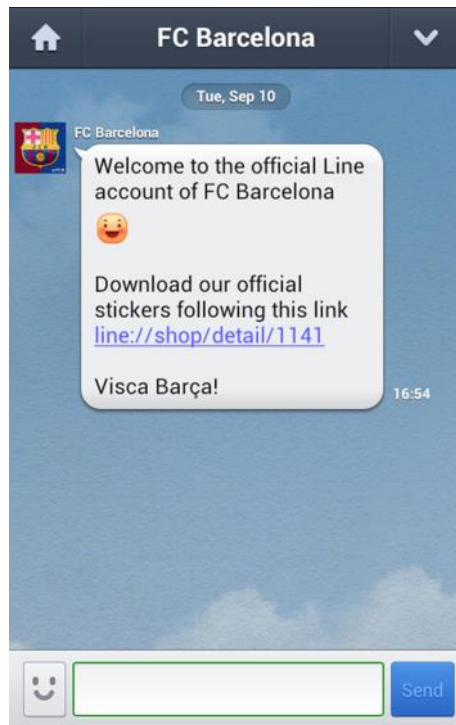 FC Barcelona
Tue, Sep 10
FC Barcelona
Welcome to the official Line
account of FC Barcelona
Download our official
stickers following this link
line://shop/detail/1141
Visca Barça!
16:54
Send